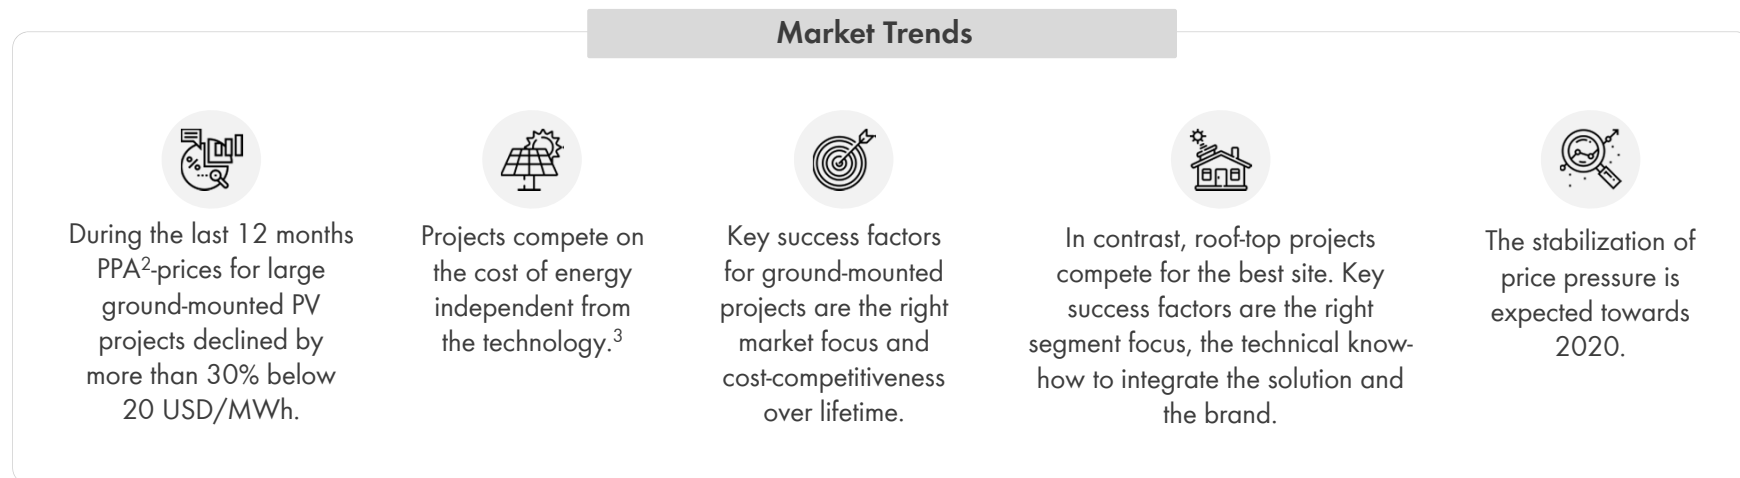 Market Trends
During the last 12 months
PPA²-prices for large
ground-mounted PV
projects declined by
more than 30% below
20 USD/MWh.
Projects compete on
the cost of energy
independent from
the technology.³
Key success factors
for ground-mounted
projects are the right
market focus and
cost-competitiveness
over lifetime.
In contrast, roof-top projects
compete for the best site. Key
success factors are the right
segment focus, the technical know-
how to integrate the solution and
the brand.
The stabilization of
price pressure is
expected towards
2020.